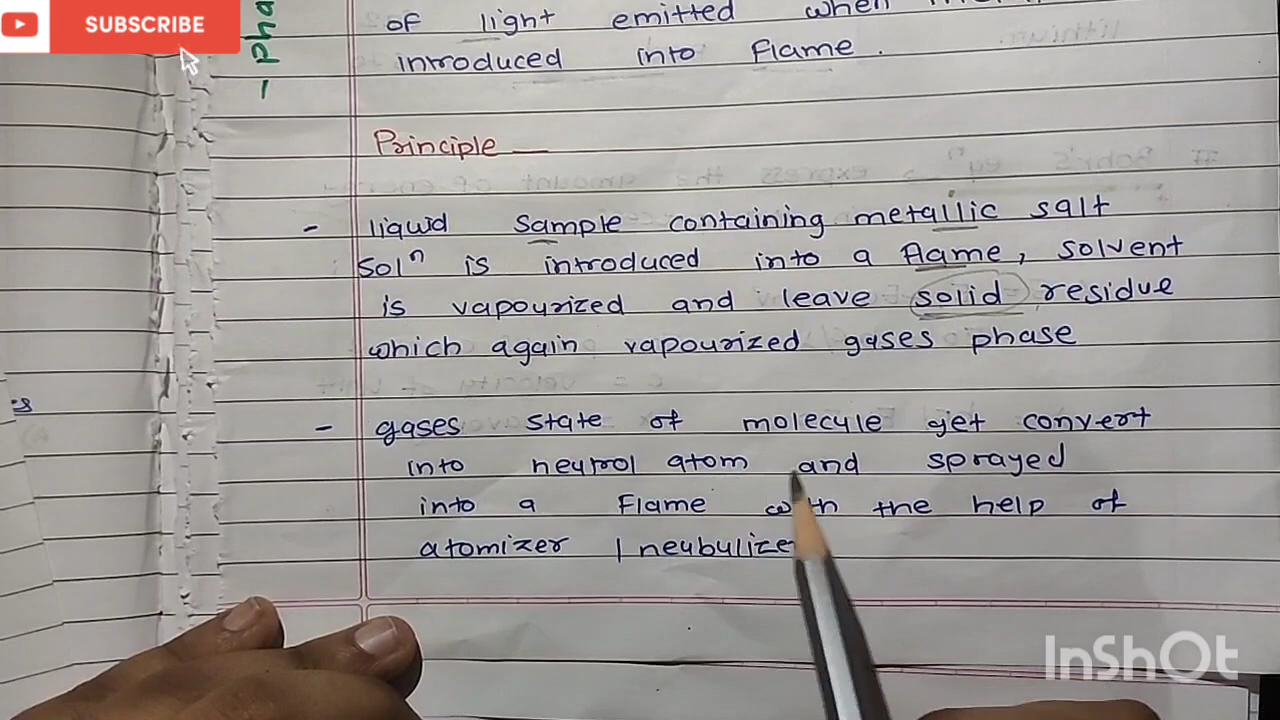 SUBSCRIBE
- pha
of light emitted when
introduced into flame.
Principle —
- liquid sample containing metallic salt
Solⁿ is introduced into a flame, solvent
is vapourized and leave solid residue
which again vapourized gases phase
- gases state of molecule get convert
into neutrol atom and sprayed
into a flame with the help of
atomizer / neubulizer
InShOt